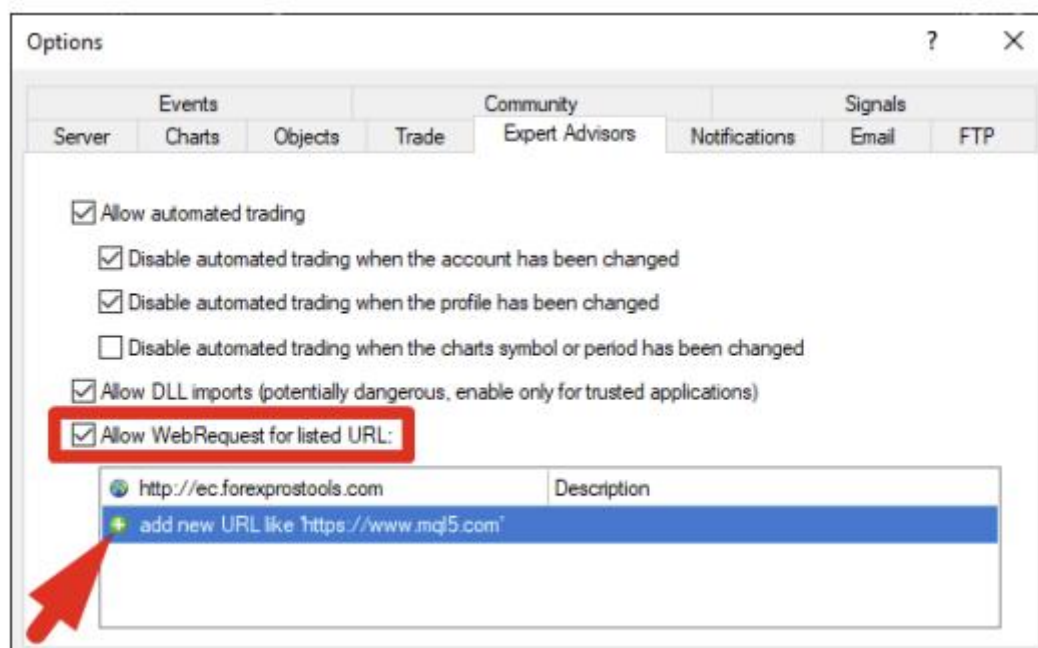 Options ?
Events Community Signals
Server Charts Objects Trade Expert Advisors Notifications Email FTP
Allow automated trading
Disable automated trading when the account has been changed
Disable automated trading when the profile has been changed
Disable automated trading when the charts symbol or period has been changed
Allow DLL imports (potentially dangerous, enable only for trusted applications)
Allow WebRequest for listed URL:
http://ec.forexprostools.com Description
add new URL like 'https://www.mql5.com'